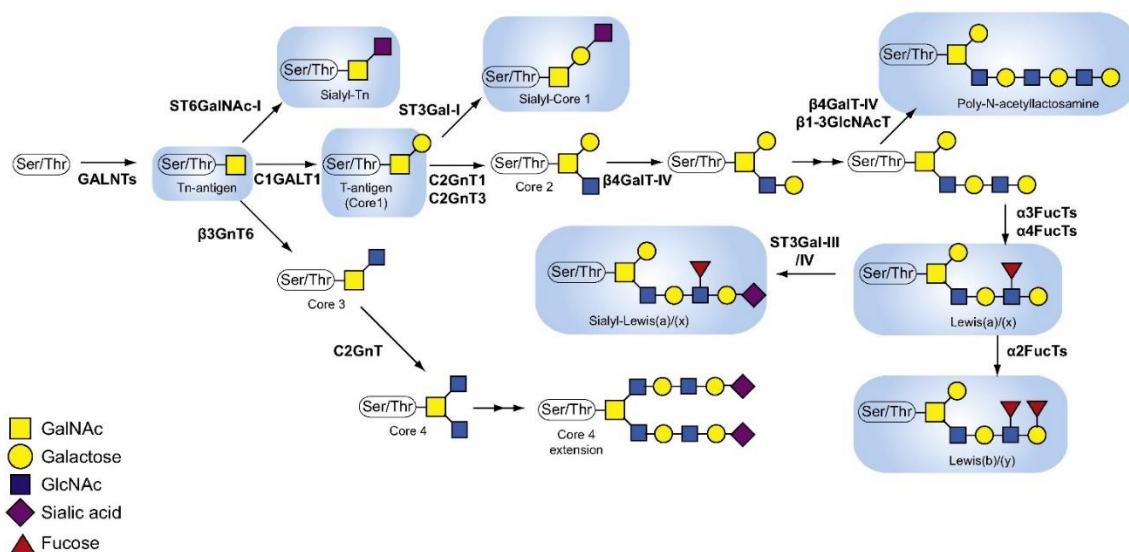 Ser/Thr
Sialyl-Tn
Ser/Thr
Sialyl-Core 1
Ser/Thr
Poly-N-acetyllactosamine
ST6GalNAc-I
ST3Gal-I
β4GalT-IV
β1-3GlcNAcT
Ser/Thr
GALNTs
Ser/Thr
Tn-antigen
C1GALT1
Ser/Thr
T-antigen
(Core1)
C2GnT1
C2GnT3
Ser/Thr
Core 2
β4GalT-IV
Ser/Thr
Ser/Thr
β3GnT6
Ser/Thr
Core 3
α3FucTs
α4FucTs
Ser/Thr
Sialyl-Lewis(a)/(x)
ST3Gal-III
/IV
Ser/Thr
Lewis(a)/(x)
C2GnT
α2FucTs
Ser/Thr
Core 4
Ser/Thr
Core 4
extension
Ser/Thr
Lewis(b)/(y)
GalNAc
Galactose
GlcNAc
Sialic acid
Fucose